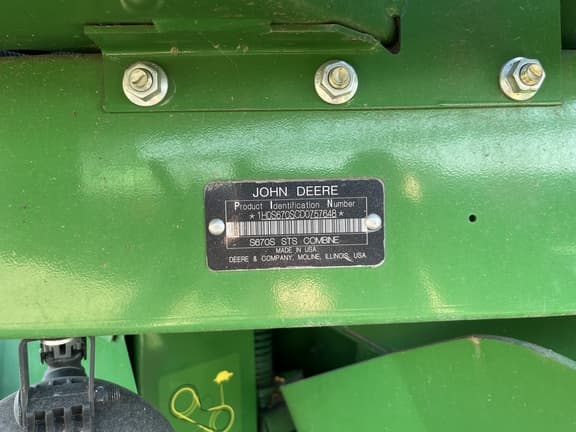 JOHN DEERE
Product Identification Number
*1H0S670SCD0757648*
S670S STS COMBINE
MADE IN USA
DEERE & COMPANY, MOLINE, ILLINOIS, USA